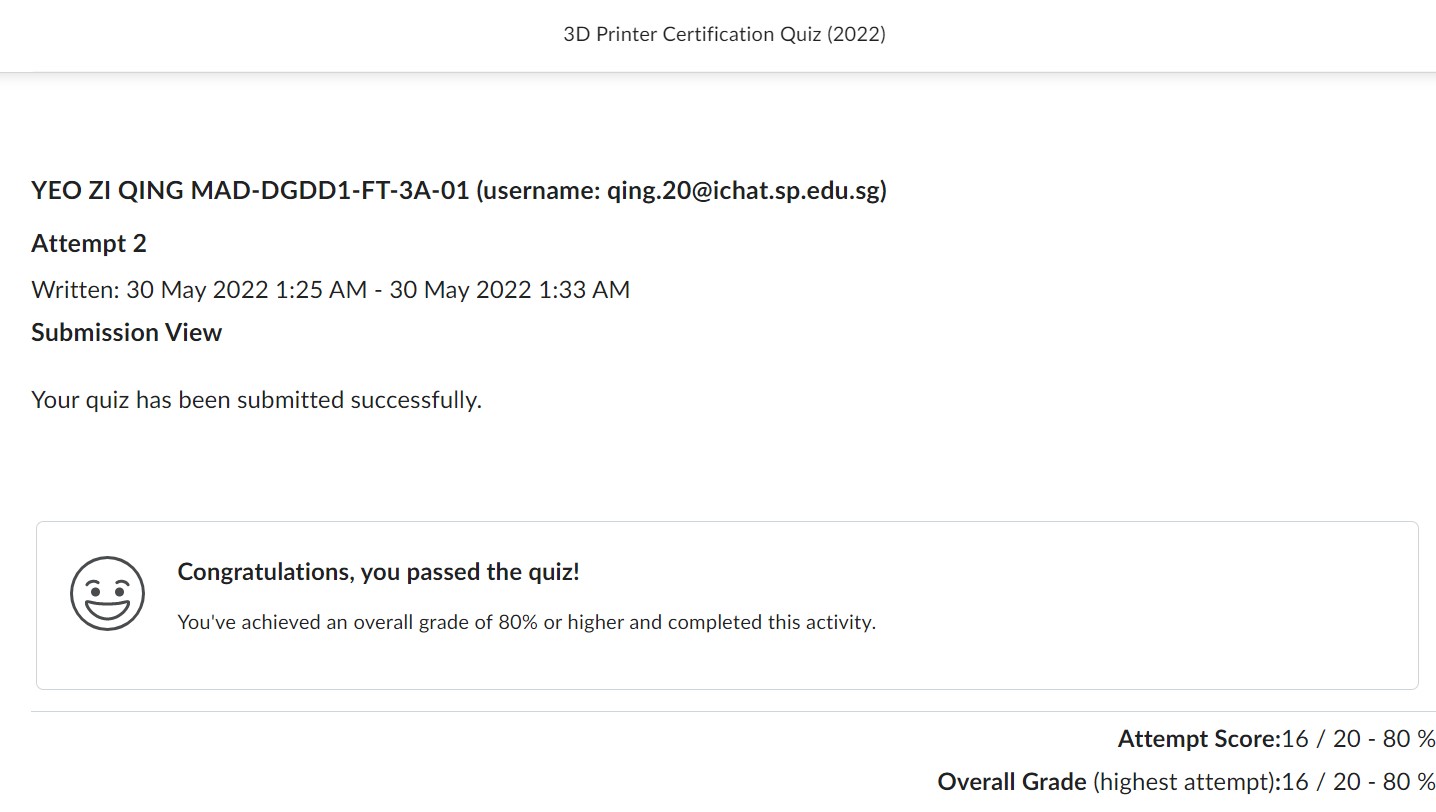 3D Printer Certification Quiz (2022)
YEO ZI QING MAD-DGDD1-FT-3A-01 (username: qing.20@ichat.sp.edu.sg)
Attempt 2
Written: 30 May 2022 1:25 AM - 30 May 2022 1:33 AM
Submission View
Your quiz has been submitted successfully.
Congratulations, you passed the quiz!
You've achieved an overall grade of 80% or higher and completed this activity.
Attempt Score:16 / 20 - 80 %
Overall Grade (highest attempt):16 / 20 - 80 %